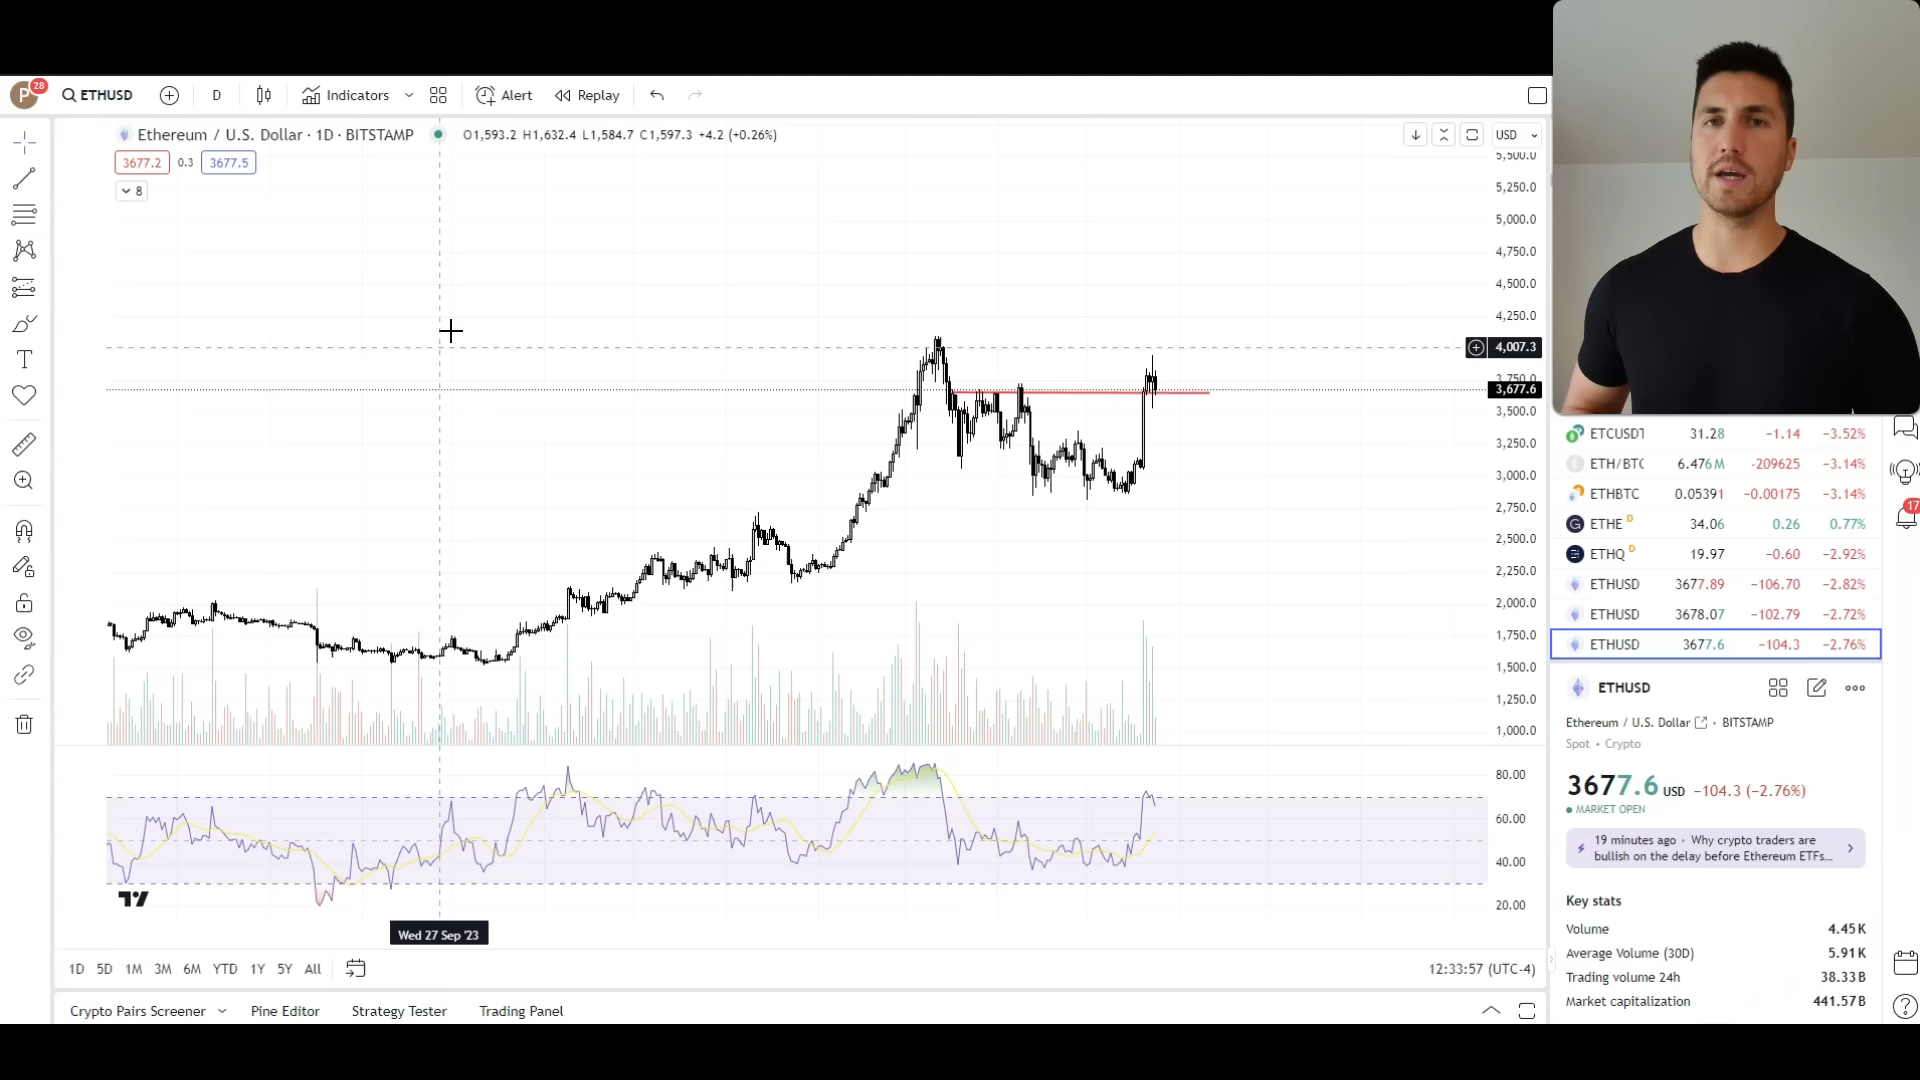 P 28 ETHUSD D Indicators Alert Replay
Ethereum / U.S. Dollar · 1D · BITSTAMP O1,593.2 H1,632.4 L1,584.7 C1,597.3 +4.2 (+0.26%) USD
3677.2 0.3 3677.5
8
5,500.0
5,250.0
5,000.0
4,750.0
4,500.0
4,250.0
4,007.3
3,750.0
3,677.6
3,500.0
3,250.0
3,000.0
2,750.0
2,500.0
2,250.0
2,000.0
1,750.0
1,500.0
1,250.0
1,000.0
80.00
60.00
40.00
20.00
Wed 27 Sep '23
1D 5D 1M 3M 6M YTD 1Y 5Y All 12:33:57 (UTC-4)
Crypto Pairs Screener Pine Editor Strategy Tester Trading Panel
ETCUSDT 31.28 −1.14 −3.52%
ETH/BTC 6.476M -209625 −3.14%
ETHBTC 0.05391 −0.00175 −3.14%
ETHE D 34.06 0.26 0.77%
ETHQ D 19.97 −0.60 −2.92%
ETHUSD 3677.89 −106.70 −2.82%
ETHUSD 3678.07 −102.79 −2.72%
ETHUSD 3677.6 −104.3 −2.76%
17
ETHUSD
Ethereum / U.S. Dollar • BITSTAMP
Spot • Crypto
3677.6 USD −104.3 (−2.76%)
MARKET OPEN
19 minutes ago • Why crypto traders are
bullish on the delay before Ethereum ETFs...
Key stats
Volume 4.45K
Average Volume (30D) 5.91K
Trading volume 24h 38.33B
Market capitalization 441.57B